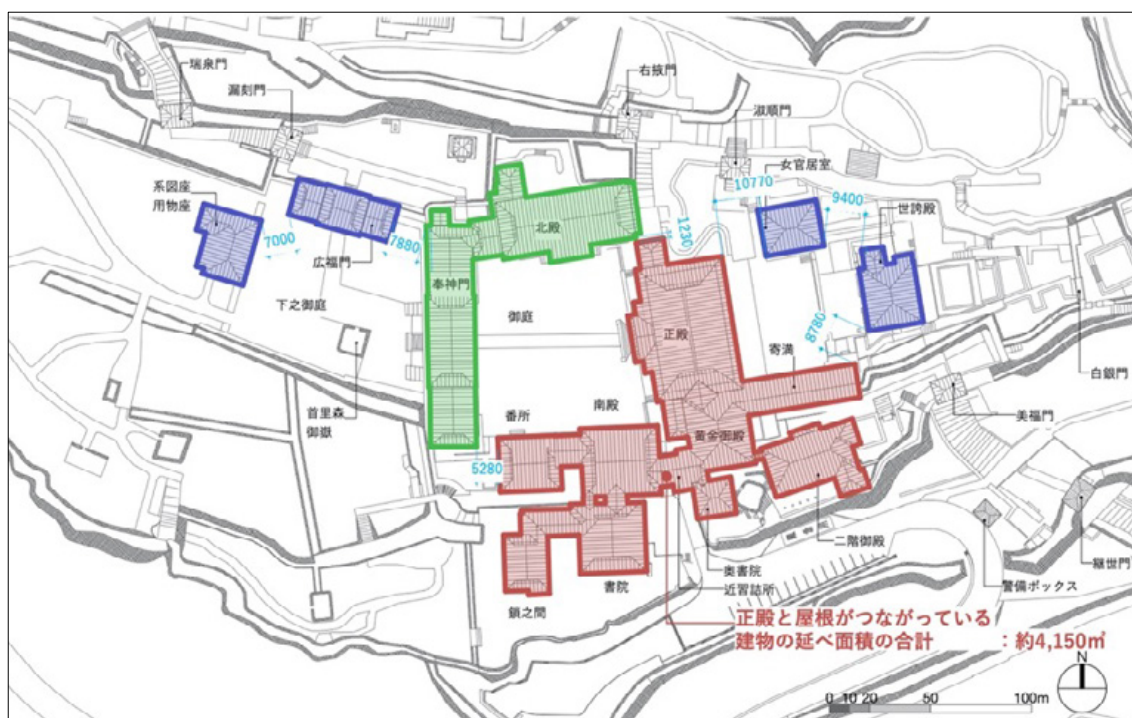 瑞泉門
漏刻門
右掖門
淑順門
女官居室
系図座
用物座
10770
9400
世誇殿
北殿
1230
7000
7880
広福門
奉神門
下之御庭
御庭
正殿
8780
寄満
白銀門
首里森
御嶽
番所
南殿
美福門
黄金御殿
5280
二階御殿
継世門
奥書院
近習詰所
警備ボックス
書院
鎖之間
正殿と屋根がつながっている
建物の延べ面積の合計 :約4,150㎡
N
0 10 20 50 100m